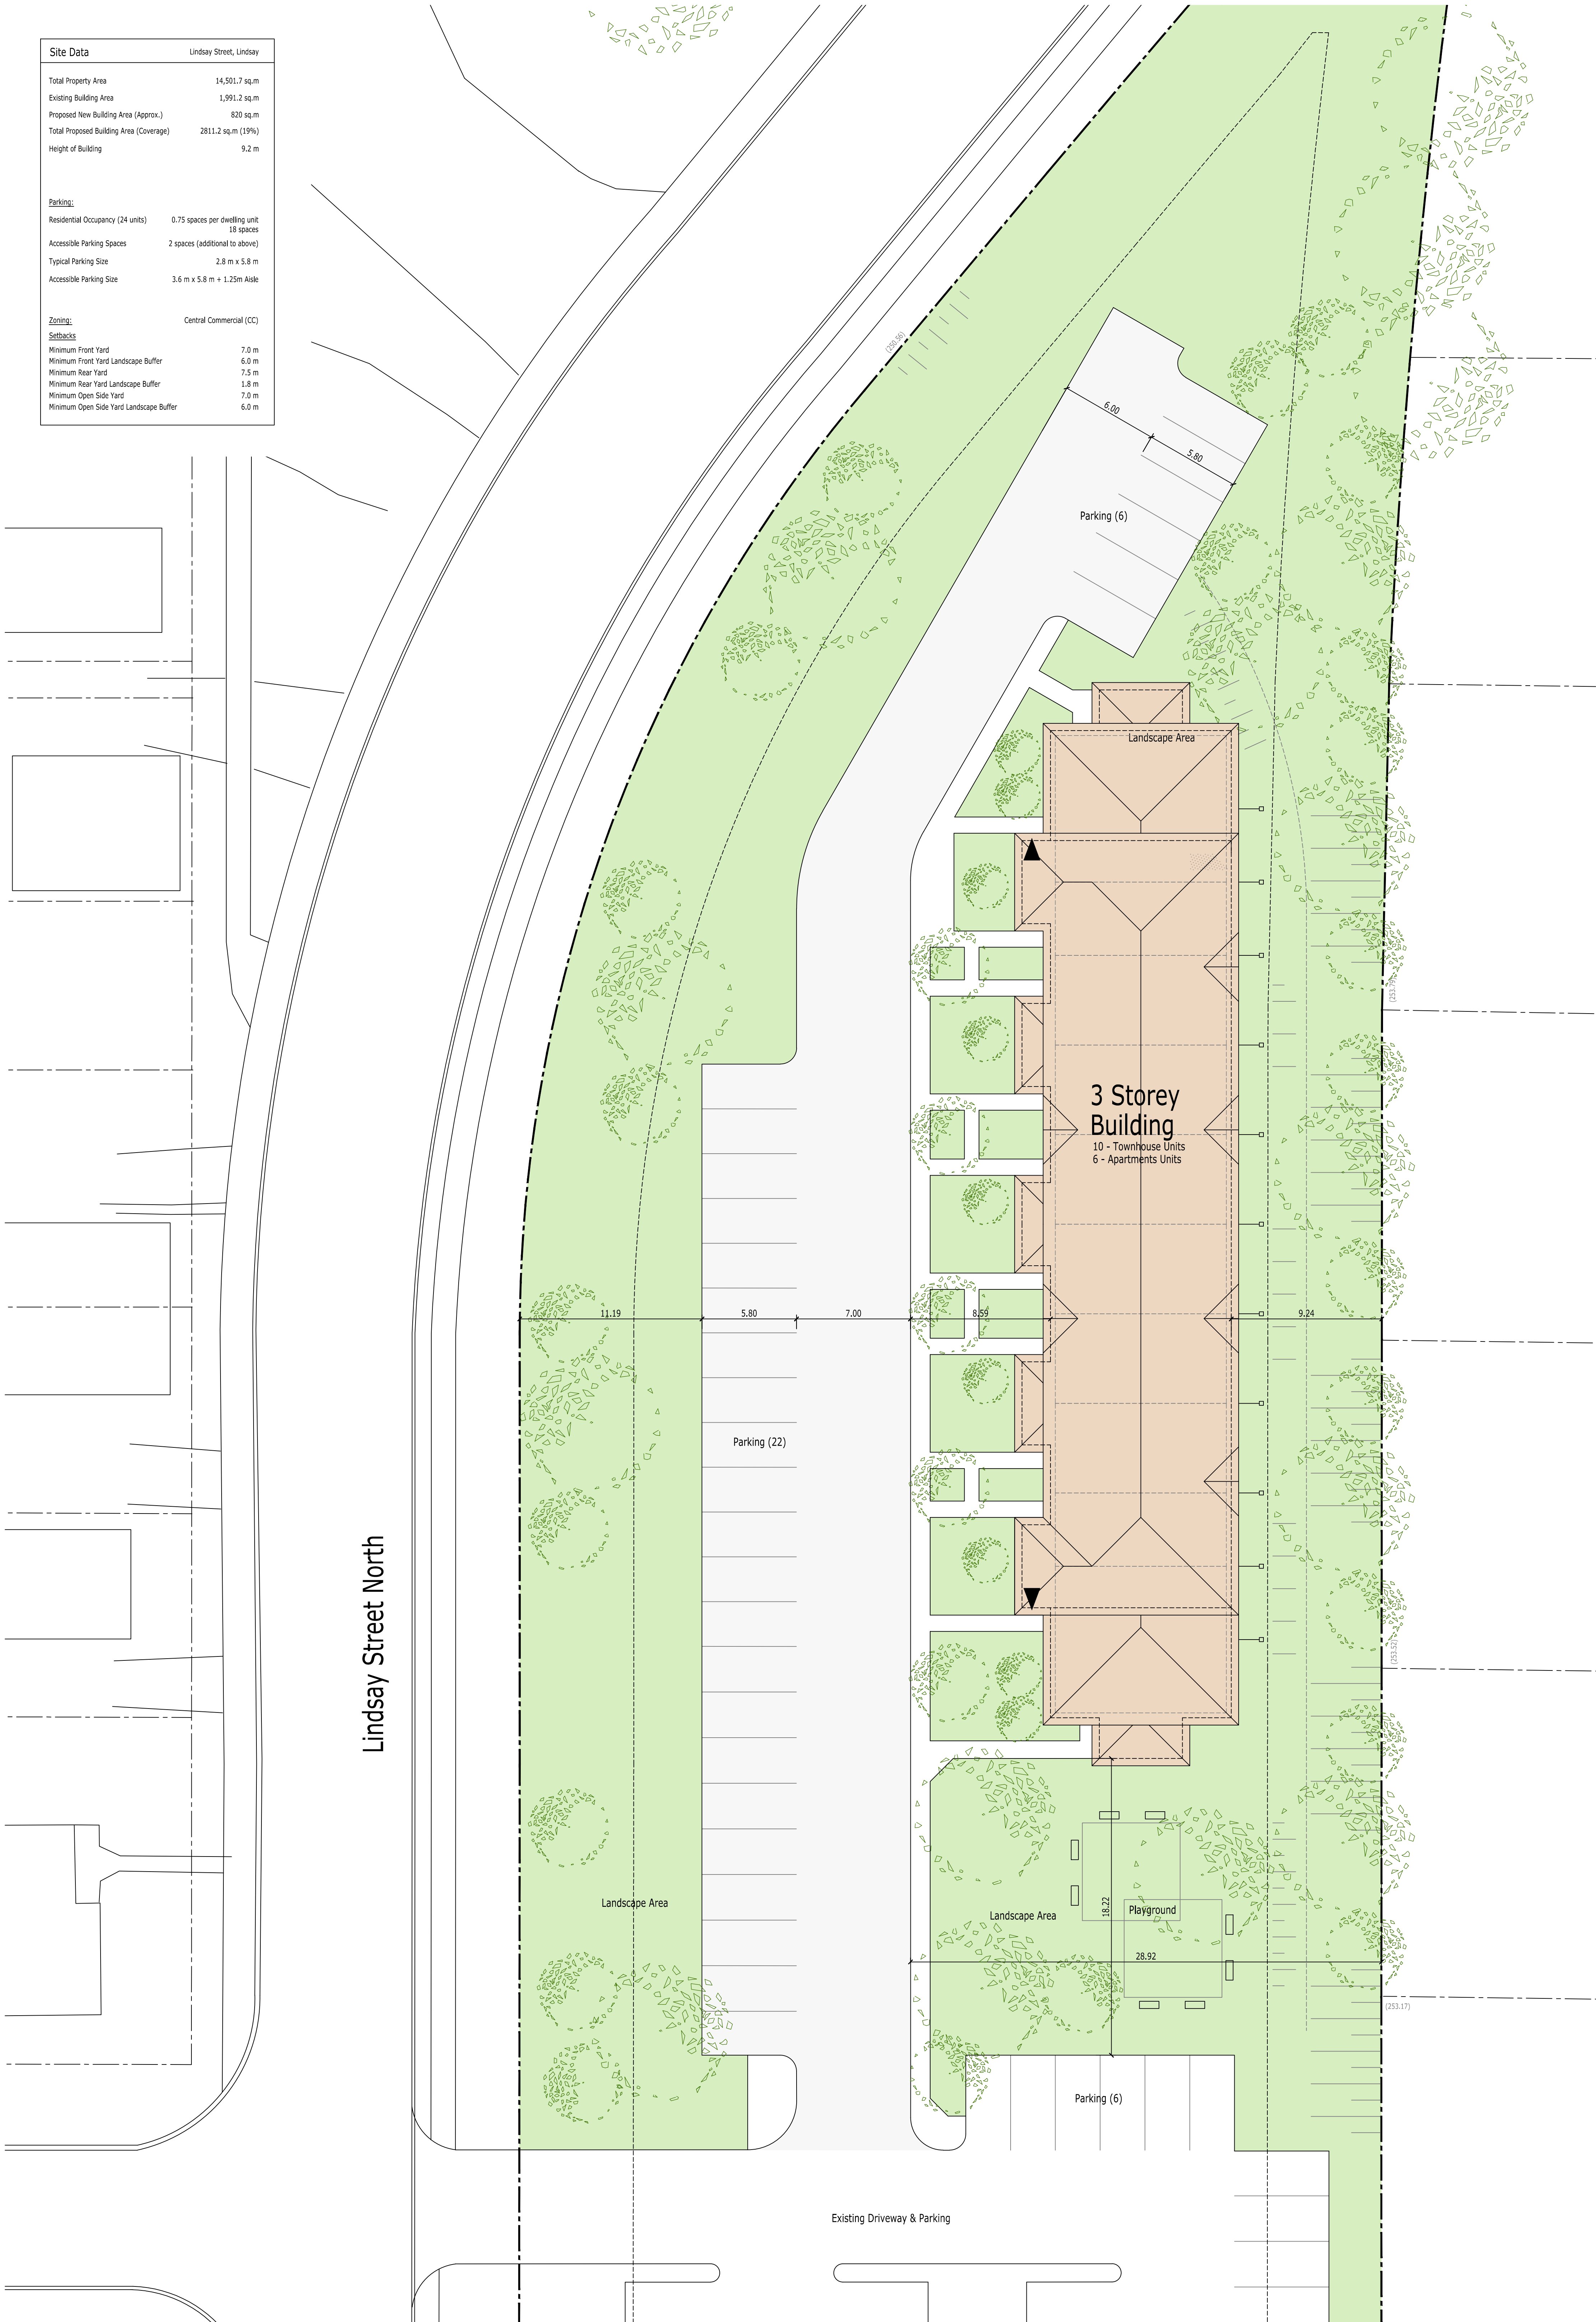 Site Data Lindsay Street, Lindsay
Total Property Area 14,501.7 sq.m
Existing Building Area 1,991.2 sq.m
Proposed New Building Area (Approx.) 820 sq.m
Total Proposed Building Area (Coverage) 2811.2 sq.m (19%)
Height of Building 9.2 m
Parking:
Residential Occupancy (24 units) 0.75 spaces per dwelling unit
18 spaces
Accessible Parking Spaces 2 spaces (additional to above)
Typical Parking Size 2.8 m x 5.8 m
Accessible Parking Size 3.6 m x 5.8 m + 1.25m Aisle
Zoning: Central Commercial (CC)
Setbacks
Minimum Front Yard 7.0 m
Minimum Front Yard Landscape Buffer 6.0 m
Minimum Rear Yard 7.5 m
Minimum Rear Yard Landscape Buffer 1.8 m
Minimum Open Side Yard 7.0 m
Minimum Open Side Yard Landscape Buffer 6.0 m
(250.56)
6.00
5.80
Parking (6)
Landscape Area
(253.79)
3 Storey
Building
10 - Townhouse Units
6 - Apartments Units
11.19
5.80
7.00
8.59
9.24
Parking (22)
Lindsay Street North
(253.52)
Landscape Area
Landscape Area
18.22
Playground
28.92
(253.17)
Parking (6)
Existing Driveway & Parking